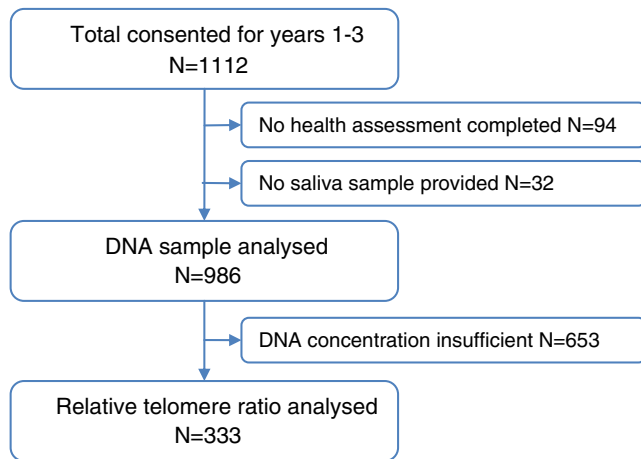 Total consented for years 1-3
N=1112
No health assessment completed N=94
No saliva sample provided N=32
DNA sample analysed
N=986
DNA concentration insufficient N=653
Relative telomere ratio analysed
N=333